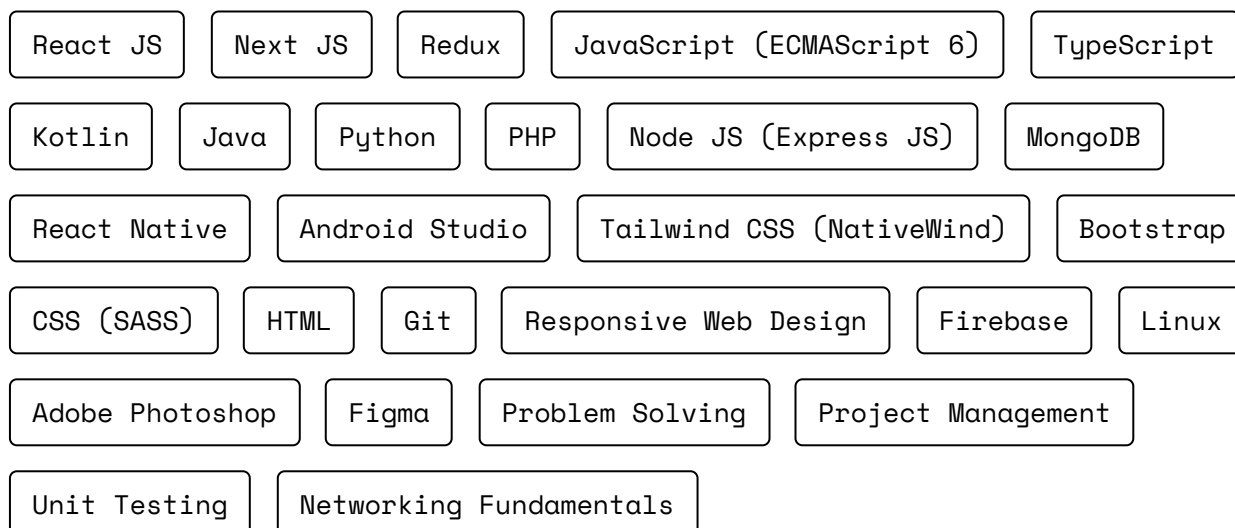 React JS Next JS Redux JavaScript (ECMAScript 6) TypeScript
Kotlin Java Python PHP Node JS (Express JS) MongoDB
React Native Android Studio Tailwind CSS (NativeWind) Bootstrap
CSS (SASS) HTML Git Responsive Web Design Firebase Linux
Adobe Photoshop Figma Problem Solving Project Management
Unit Testing Networking Fundamentals